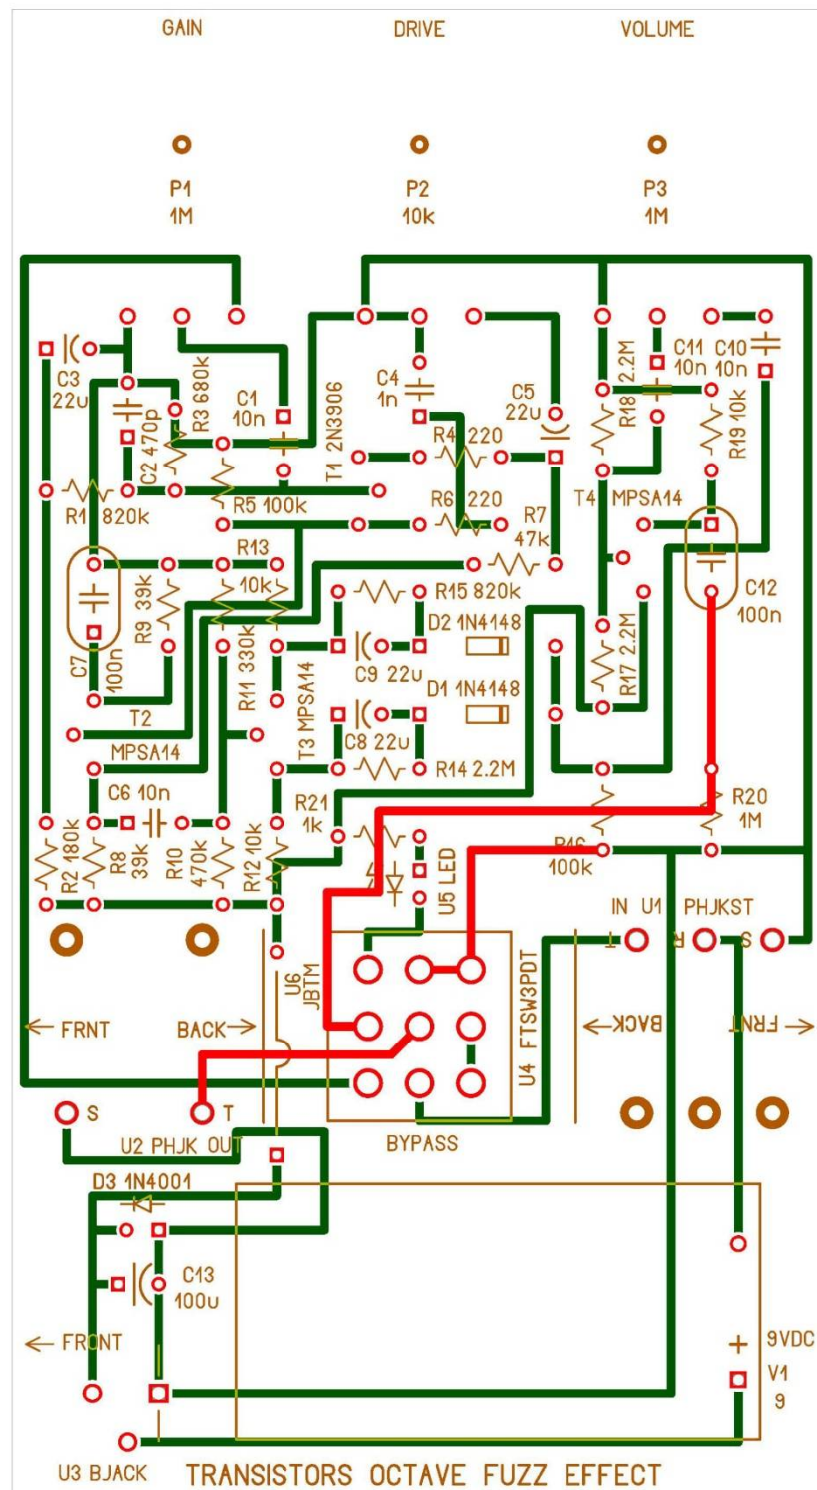 GAIN DRIVE VOLUME
P1 P2 P3
1M 10k 1M
C3
22u
C2 470p
R3 680k
C1
10n
T1 2N3906
C4
1n
C5
22u
R18 2.2M
C11
10n
C10
10n
R19 10k
R1 820k
R5 100k
R4 220
R6 220
R7
47k
T4 MPSA14
C7
100n
R9 39k
R13
10k
R11 330k
R15 820k
D2 1N4148
C9 22u
D1 1N4148
C8 22u
R14 2.2M
T3 MPSA14
R17 2.2M
C12
100n
T2
MPSA14
C6 10n
R2 180k
R8
39k
R10
470k
R12 10k
R21
1k
U5 LED
R16
100k
R20
1M
IN U1 PHJKST
T R S
FRNT BACK
U6
JBTM
U4 FTSW3PDT
BACK FRNT
S T
U2 PHJK OUT
BYPASS
D3 1N4001
C13
100u
FRONT
+ 9VDC
V1
9
U3 BJACK
TRANSISTORS OCTAVE FUZZ EFFECT